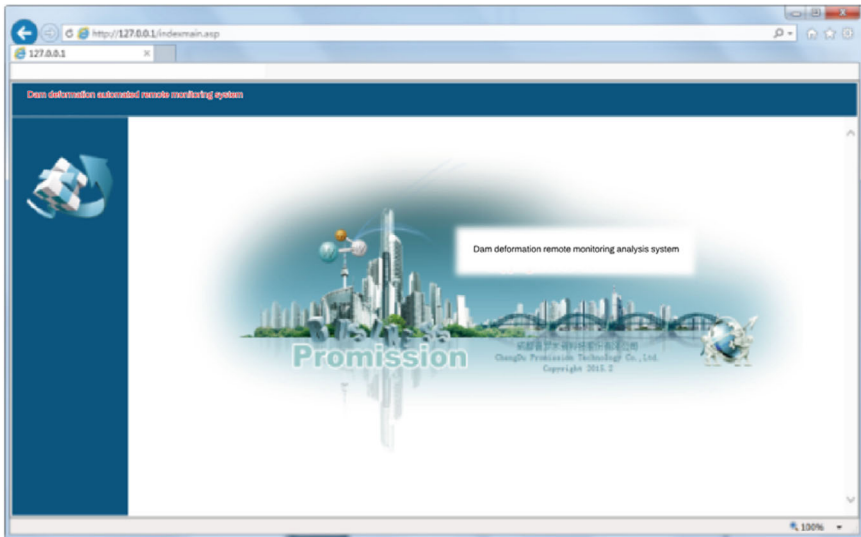 http://127.0.0.1/indexmain.asp
127.0.0.1
Dam deformation automated remote monitoring system
Dam deformation remote monitoring analysis system
Promission
ChangDu Promission Technology Co.,Ltd.
Copyright 2015.2
100%